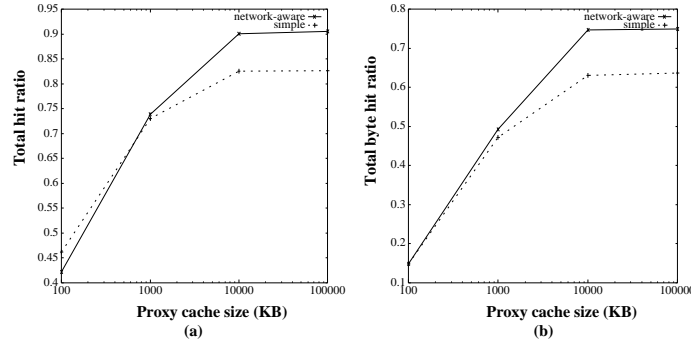 network-aware
simple
0.95
0.9
0.85
0.8
0.75
0.7
0.65
0.6
0.55
0.5
0.45
0.4
Total hit ratio
100
1000
10000
100000
Proxy cache size (KB)
(a)
network-aware
simple
0.8
0.7
0.6
0.5
0.4
0.3
0.2
0.1
Total byte hit ratio
100
1000
10000
100000
Proxy cache size (KB)
(b)